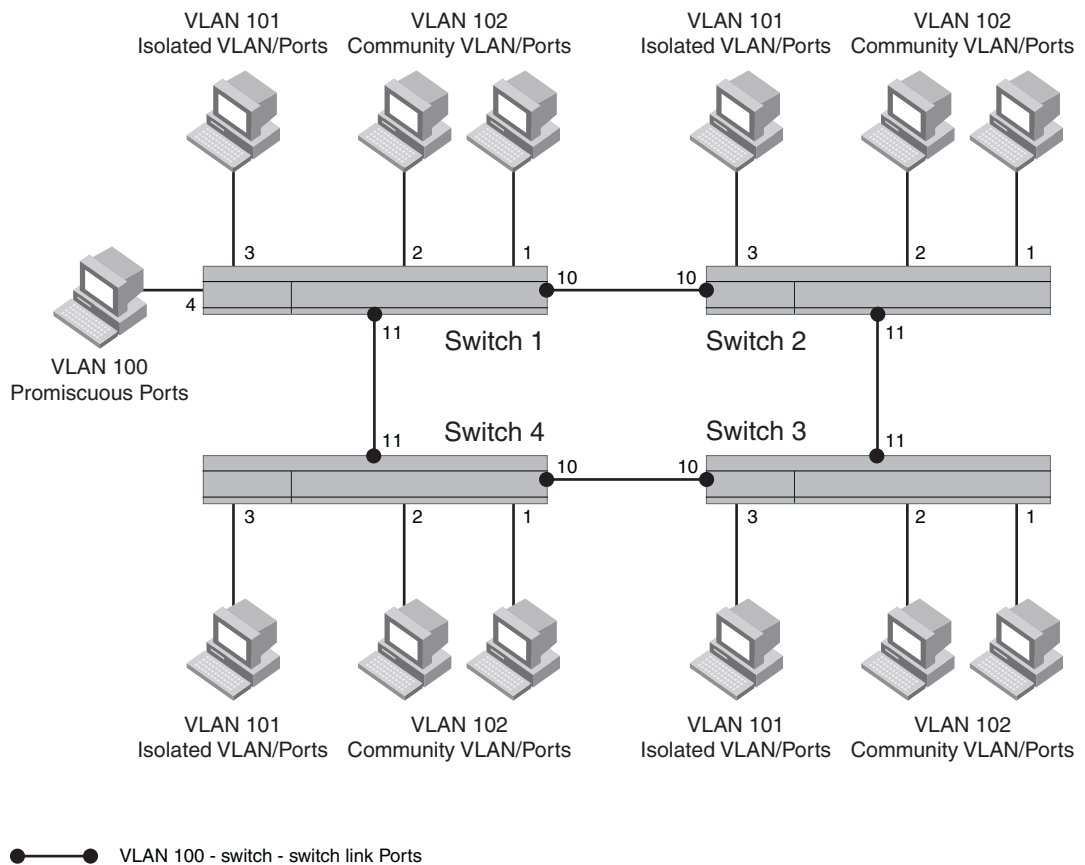 VLAN 101
Isolated VLAN/Ports
VLAN 102
Community VLAN/Ports
VLAN 101
Isolated VLAN/Ports
VLAN 102
Community VLAN/Ports
3
2
1
3
2
1
4
10
10
11
Switch 1
Switch 2
11
VLAN 100
Promiscuous Ports
11
Switch 4
Switch 3
11
10
10
3
2
1
3
2
1
VLAN 101
Isolated VLAN/Ports
VLAN 102
Community VLAN/Ports
VLAN 101
Isolated VLAN/Ports
VLAN 102
Community VLAN/Ports
VLAN 100 - switch - switch link Ports